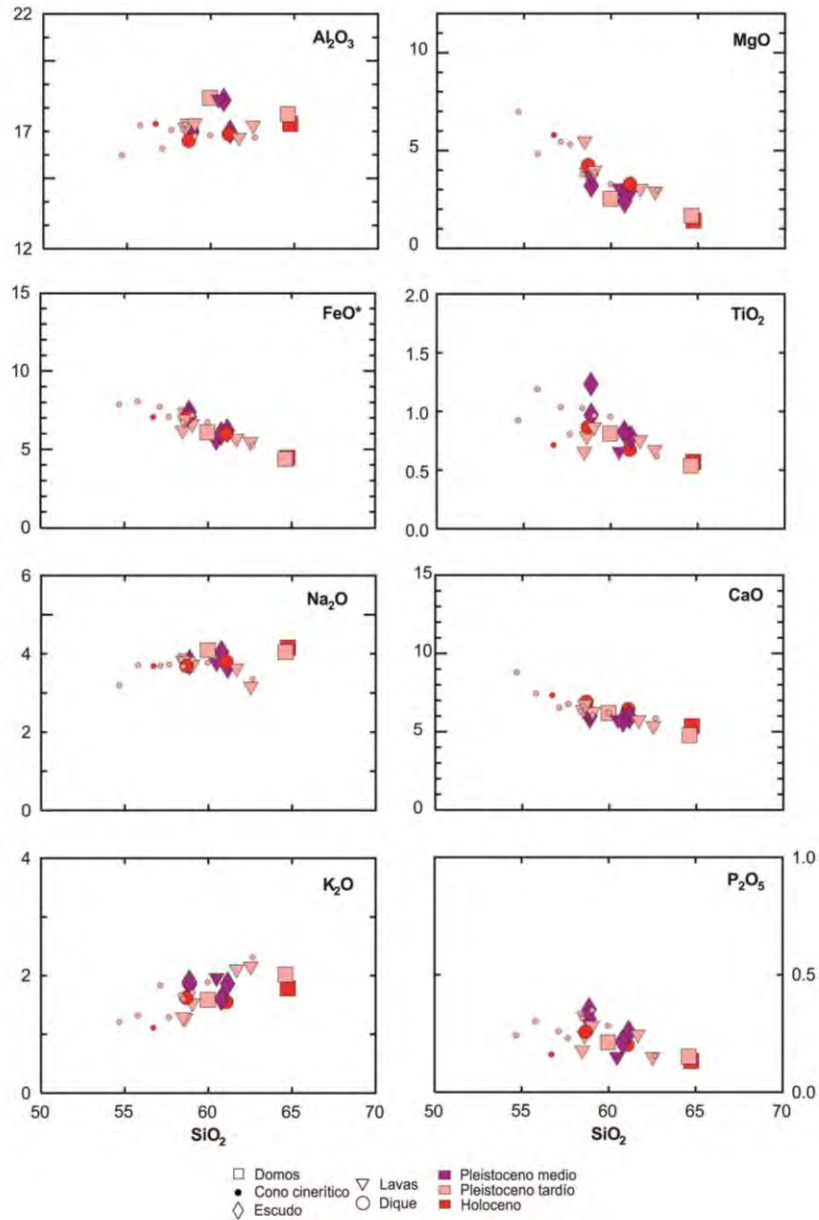 22
17
12
Al₂O₃
10
5
0
MgO
15
10
5
0
FeO*
2.0
1.5
1.0
0.5
0.0
TiO₂
6
4
2
0
Na₂O
15
10
5
0
CaO
4
2
0
K₂O
50
55
60
65
70
SiO₂
1.0
0.5
0.0
P₂O₅
50
55
60
65
70
SiO₂
Domos
Cono cinerítico
Escudo
Lavas
Dique
Pleistoceno medio
Pleistoceno tardío
Holoceno